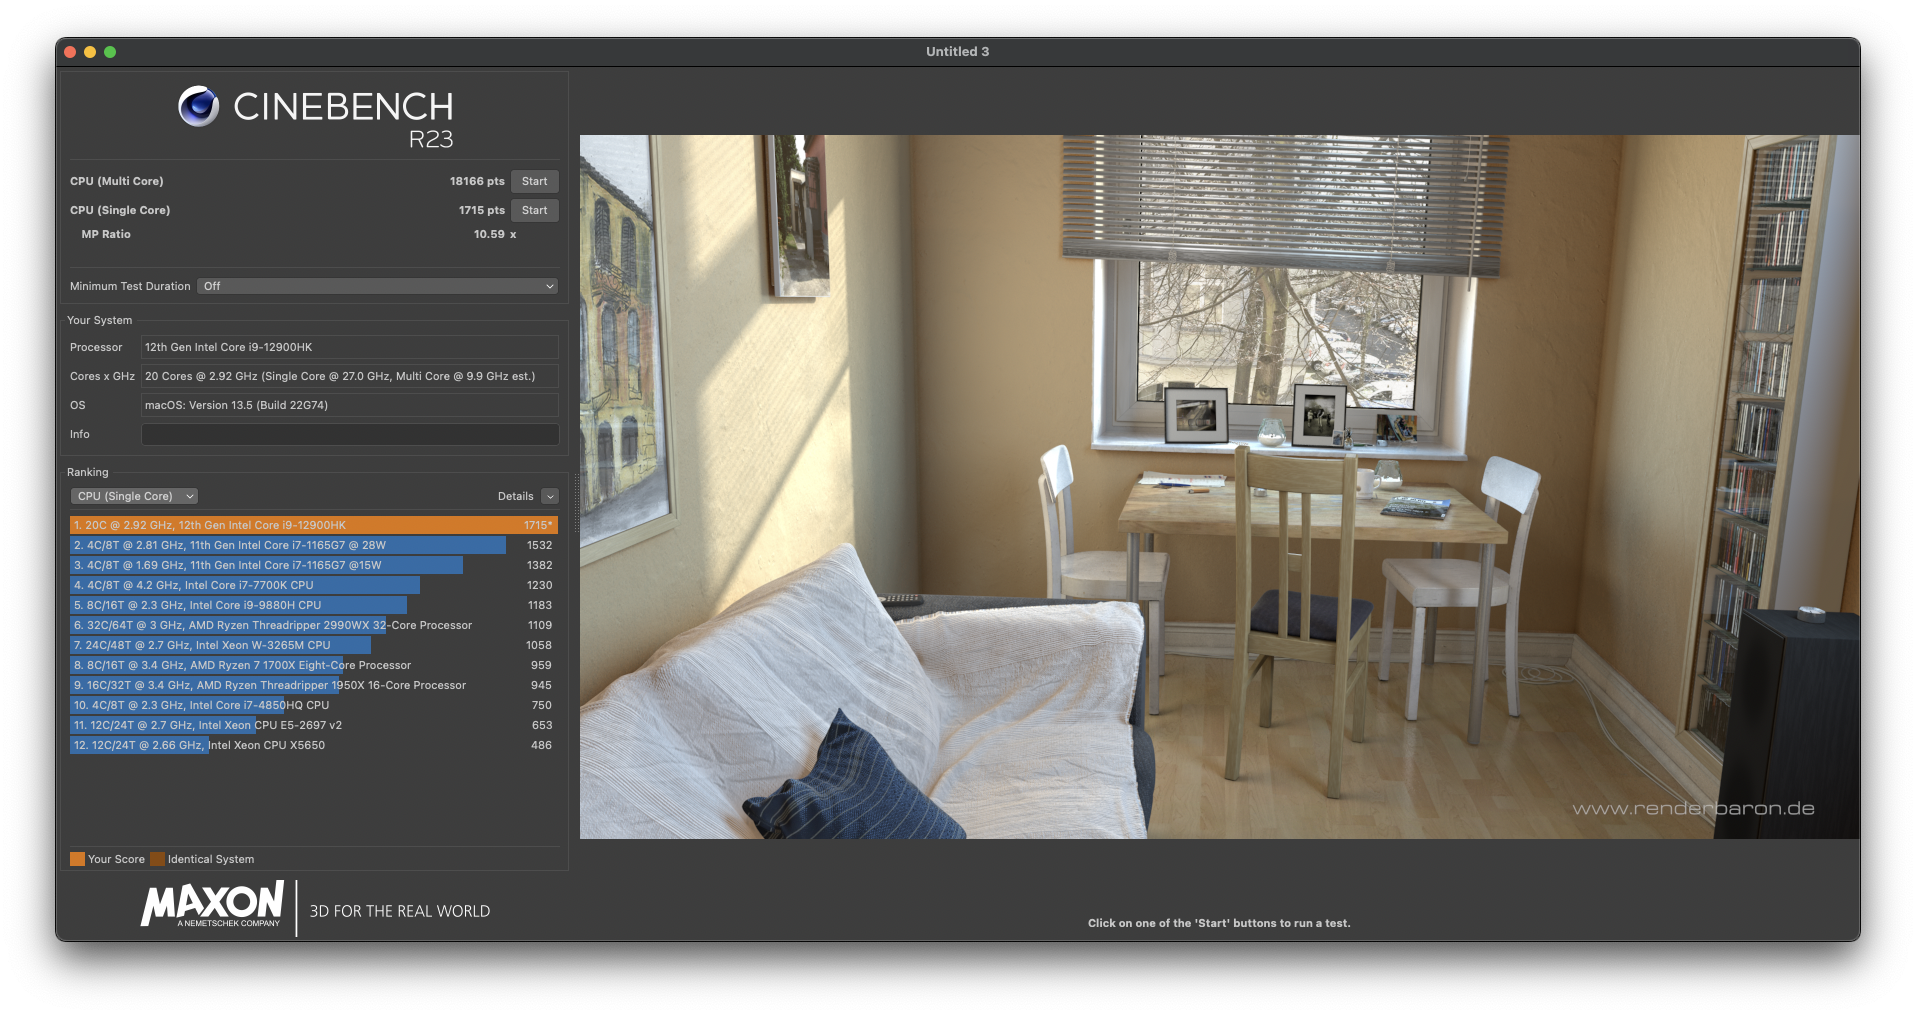 Untitled 3
CINEBENCH
R23
CPU (Multi Core) 18166 pts Start
CPU (Single Core) 1715 pts Start
MP Ratio 10.59 x
Minimum Test Duration Off
Your System
Processor 12th Gen Intel Core i9-12900HK
Cores x GHz 20 Cores @ 2.92 GHz (Single Core @ 27.0 GHz, Multi Core @ 9.9 GHz est.)
OS macOS: Version 13.5 (Build 22G74)
Info
Ranking
CPU (Single Core) Details
1. 20C @ 2.92 GHz, 12th Gen Intel Core i9-12900HK 1715*
2. 4C/8T @ 2.81 GHz, 11th Gen Intel Core i7-1165G7 @ 28W 1532
3. 4C/8T @ 1.69 GHz, 11th Gen Intel Core i7-1165G7 @15W 1382
4. 4C/8T @ 4.2 GHz, Intel Core i7-7700K CPU 1230
5. 8C/16T @ 2.3 GHz, Intel Core i9-9880H CPU 1183
6. 32C/64T @ 3 GHz, AMD Ryzen Threadripper 2990WX 32-Core Processor 1109
7. 24C/48T @ 2.7 GHz, Intel Xeon W-3265M CPU 1058
8. 8C/16T @ 3.4 GHz, AMD Ryzen 7 1700X Eight-Core Processor 959
9. 16C/32T @ 3.4 GHz, AMD Ryzen Threadripper 1950X 16-Core Processor 945
10. 4C/8T @ 2.3 GHz, Intel Core i7-4850HQ CPU 750
11. 12C/24T @ 2.7 GHz, Intel Xeon CPU E5-2697 v2 653
12. 12C/24T @ 2.66 GHz, Intel Xeon CPU X5650 486
Your Score Identical System
MAXON
A NEMETSCHEK COMPANY
3D FOR THE REAL WORLD
www.renderbaron.de
Click on one of the 'Start' buttons to run a test.